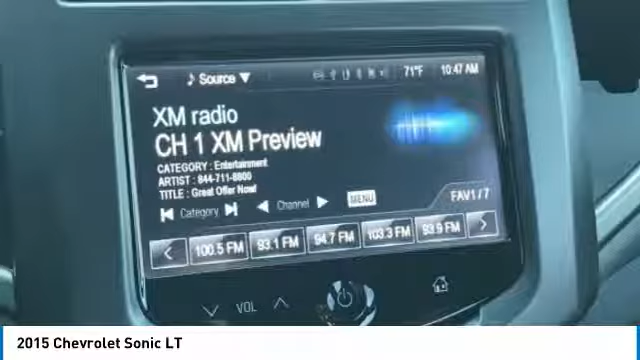 Source 71°F 10:47 AM
XM radio
CH 1 XM Preview
CATEGORY : Entertainment
ARTIST : 844-711-8800
TITLE : Great Offer Now!
Category Channel MENU FAV1 / 7
100.5 FM 93.1 FM 94.7 FM 103.3 FM 93.9 FM
VOL
2015 Chevrolet Sonic LT